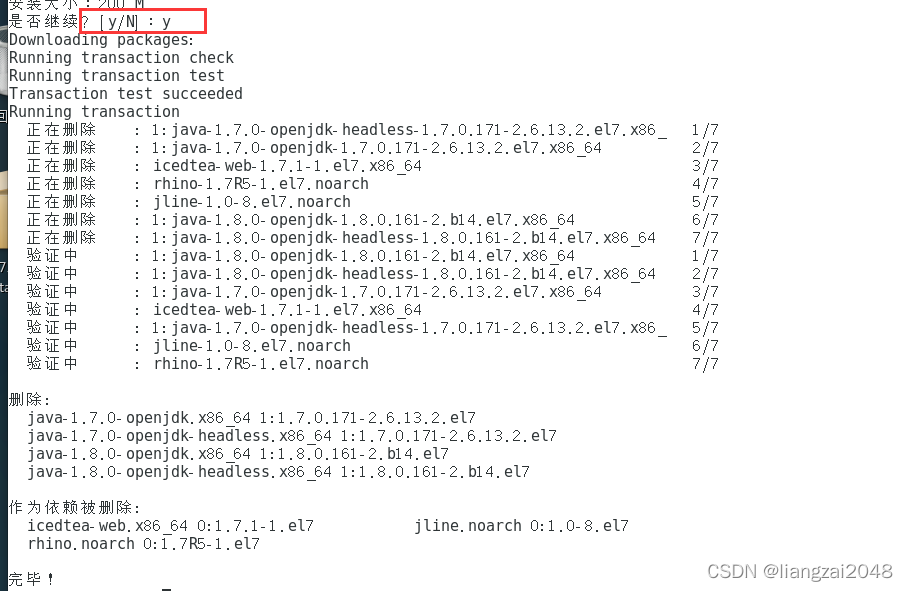 安装大小：200 M
是否继续？[y/N]：y
Downloading packages:
Running transaction check
Running transaction test
Transaction test succeeded
Running transaction
正在删除 : 1:java-1.7.0-openjdk-headless-1.7.0.171-2.6.13.2.el7.x86_ 1/7
正在删除 : 1:java-1.7.0-openjdk-1.7.0.171-2.6.13.2.el7.x86_64 2/7
正在删除 : icedtea-web-1.7.1-1.el7.x86_64 3/7
正在删除 : rhino-1.7R5-1.el7.noarch 4/7
正在删除 : jline-1.0-8.el7.noarch 5/7
正在删除 : 1:java-1.8.0-openjdk-1.8.0.161-2.b14.el7.x86_64 6/7
正在删除 : 1:java-1.8.0-openjdk-headless-1.8.0.161-2.b14.el7.x86_64 7/7
验证中 : 1:java-1.8.0-openjdk-1.8.0.161-2.b14.el7.x86_64 1/7
验证中 : 1:java-1.8.0-openjdk-headless-1.8.0.161-2.b14.el7.x86_64 2/7
验证中 : 1:java-1.7.0-openjdk-1.7.0.171-2.6.13.2.el7.x86_64 3/7
验证中 : icedtea-web-1.7.1-1.el7.x86_64 4/7
验证中 : 1:java-1.7.0-openjdk-headless-1.7.0.171-2.6.13.2.el7.x86_ 5/7
验证中 : jline-1.0-8.el7.noarch 6/7
验证中 : rhino-1.7R5-1.el7.noarch 7/7
删除:
java-1.7.0-openjdk.x86_64 1:1.7.0.171-2.6.13.2.el7
java-1.7.0-openjdk-headless.x86_64 1:1.7.0.171-2.6.13.2.el7
java-1.8.0-openjdk.x86_64 1:1.8.0.161-2.b14.el7
java-1.8.0-openjdk-headless.x86_64 1:1.8.0.161-2.b14.el7
作为依赖被删除:
icedtea-web.x86_64 0:1.7.1-1.el7 jline.noarch 0:1.0-8.el7
rhino.noarch 0:1.7R5-1.el7
完毕！
CSDN @liangzai2048